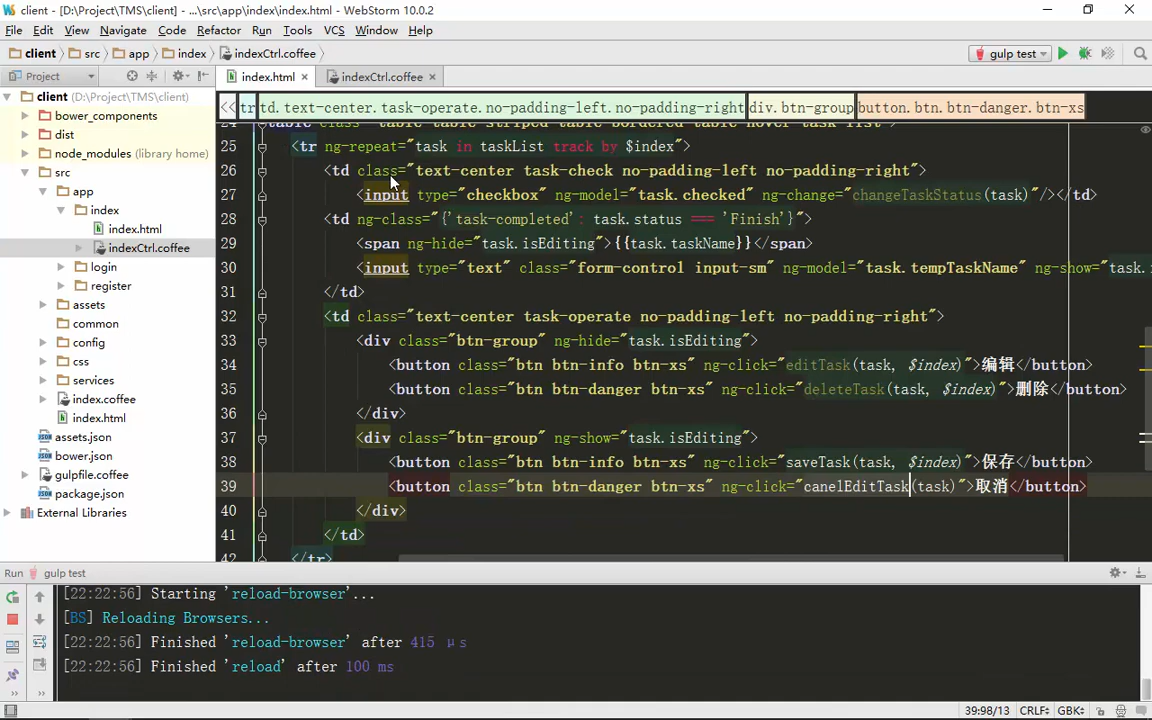 client - [D:\Project\TMS\client] - ...\src\app\index\index.html - WebStorm 10.0.2
File Edit View Navigate Code Refactor Run Tools VCS Window Help
client src app index indexCtrl.coffee gulp test
Project index.html indexCtrl.coffee
<< tr td.text-center.task-operate.no-padding-left.no-padding-right div.btn-group button.btn.btn-danger.btn-xs
client (D:\Project\TMS\client)
bower_components
dist
node_modules (library home)
src
app
index
index.html
indexCtrl.coffee
login
register
assets
common
config
css
services
index.coffee
index.html
assets.json
bower.json
gulpfile.coffee
package.json
External Libraries
25 <tr ng-repeat="task in taskList track by $index">
26 <td class="text-center task-check no-padding-left no-padding-right">
27 <input type="checkbox" ng-model="task.checked" ng-change="changeTaskStatus(task)"/></td>
28 <td ng-class="{'task-completed': task.status === 'Finish'}">
29 <span ng-hide="task.isEditing">{{task.taskName}}</span>
30 <input type="text" class="form-control input-sm" ng-model="task.tempTaskName" ng-show="task.
31 </td>
32 <td class="text-center task-operate no-padding-left no-padding-right">
33 <div class="btn-group" ng-hide="task.isEditing">
34 <button class="btn btn-info btn-xs" ng-click="editTask(task, $index)">编辑</button>
35 <button class="btn btn-danger btn-xs" ng-click="deleteTask(task, $index)">删除</button>
36 </div>
37 <div class="btn-group" ng-show="task.isEditing">
38 <button class="btn btn-info btn-xs" ng-click="saveTask(task, $index)">保存</button>
39 <button class="btn btn-danger btn-xs" ng-click="canelEditTask(task)">取消</button>
40 </div>
41 </td>
42 </tr>
Run gulp test
[22:22:56] Starting 'reload-browser'...
[BS] Reloading Browsers...
[22:22:56] Finished 'reload-browser' after 415 μs
[22:22:56] Finished 'reload' after 100 ms
39:98/13 CRLF GBK